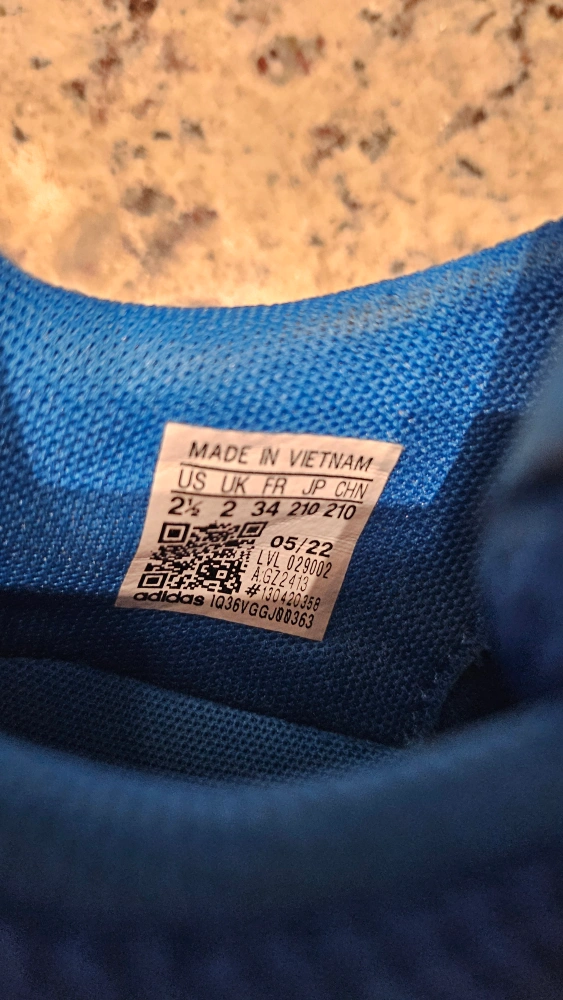 MADE IN VIETNAM
US UK FR JP CHN
2½ 2 34 210 210
05/22
LVL 029002
A:GZ2413
#130420358
adidas